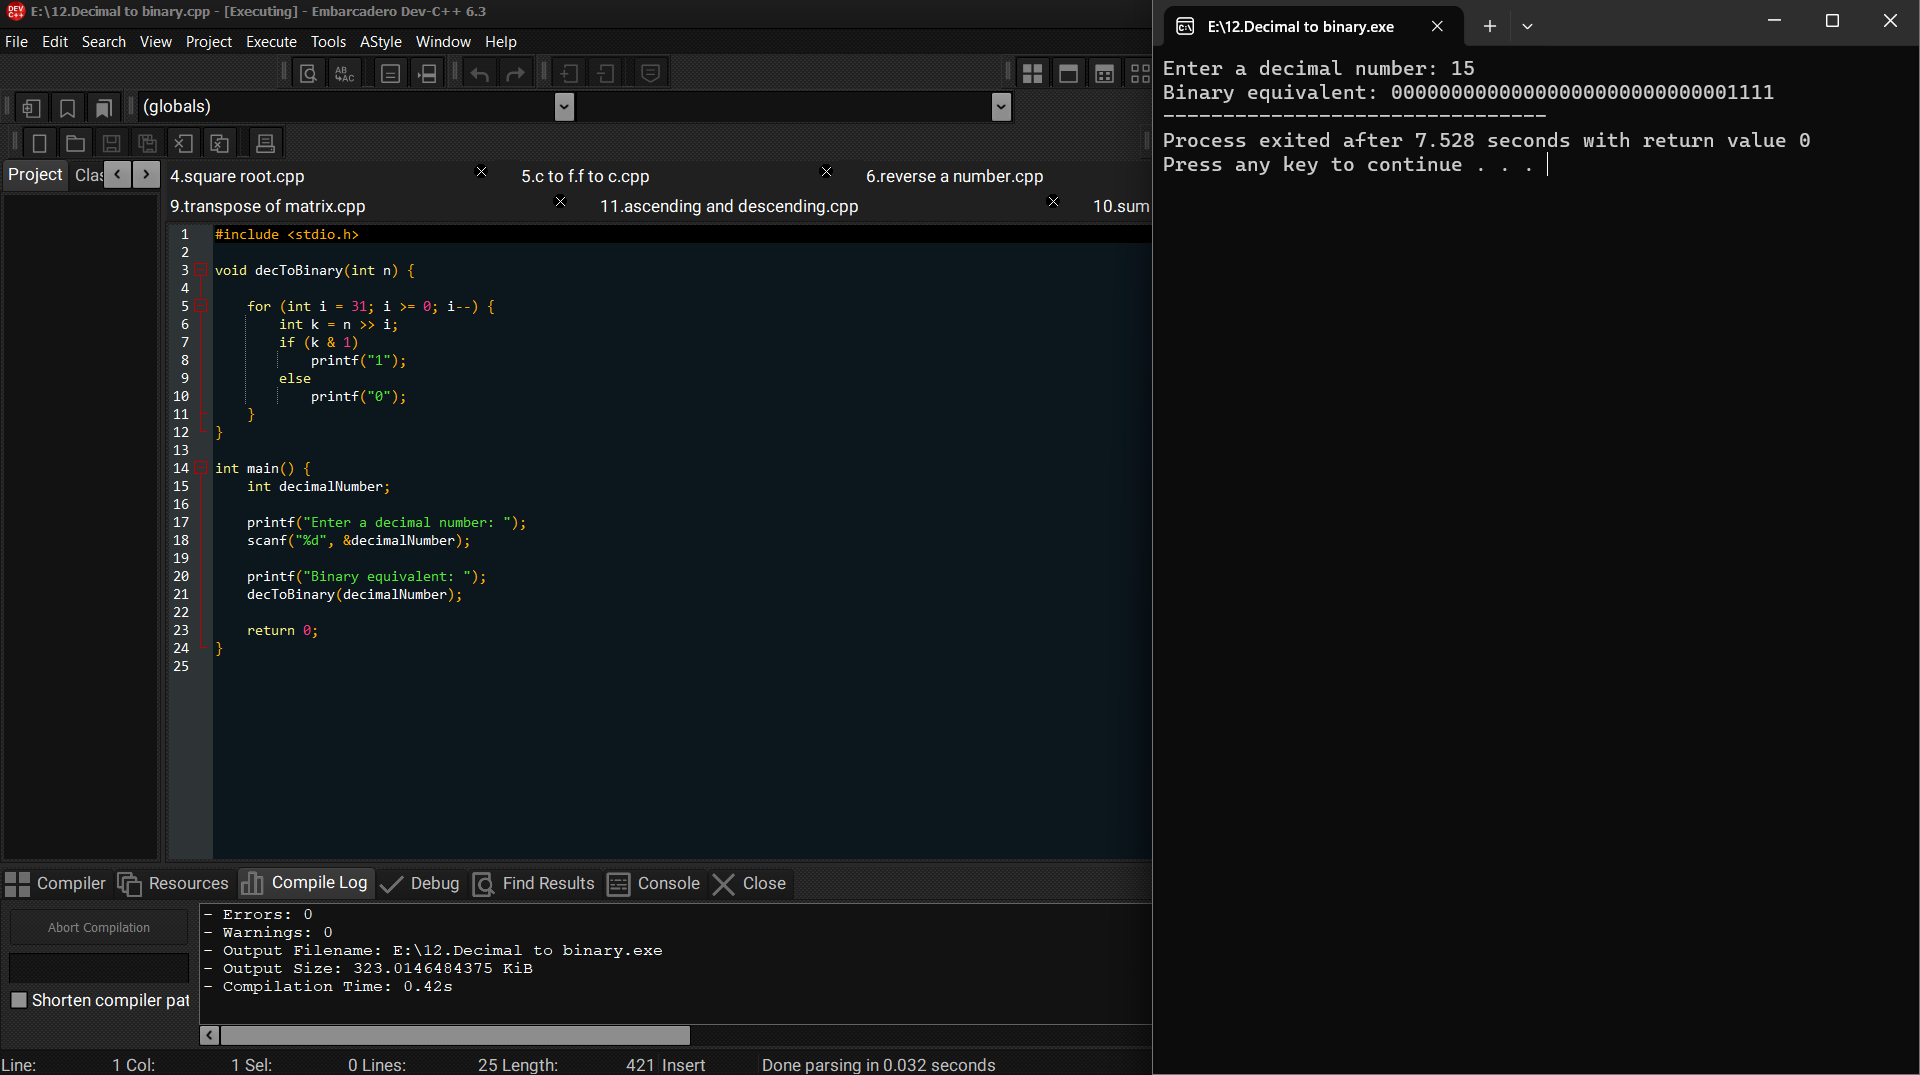 E:\12.Decimal to binary.cpp - [Executing] - Embarcadero Dev-C++ 6.3
File Edit Search View Project Execute Tools AStyle Window Help
(globals)
Project Clas
4.square root.cpp 5.c to f.f to c.cpp 6.reverse a number.cpp
9.transpose of matrix.cpp 11.ascending and descending.cpp 10.sum
1 #include <stdio.h>
2
3 void decToBinary(int n) {
4
5 for (int i = 31; i >= 0; i--) {
6 int k = n >> i;
7 if (k & 1)
8 printf("1");
9 else
10 printf("0");
11 }
12 }
13
14 int main() {
15 int decimalNumber;
16
17 printf("Enter a decimal number: ");
18 scanf("%d", &decimalNumber);
19
20 printf("Binary equivalent: ");
21 decToBinary(decimalNumber);
22
23 return 0;
24 }
25
Compiler Resources Compile Log Debug Find Results Console Close
Abort Compilation
Shorten compiler pat
- Errors: 0
- Warnings: 0
- Output Filename: E:\12.Decimal to binary.exe
- Output Size: 323.0146484375 KiB
- Compilation Time: 0.42s
Line: 1 Col: 1 Sel: 0 Lines: 25 Length: 421 Insert Done parsing in 0.032 seconds
E:\12.Decimal to binary.exe
Enter a decimal number: 15
Binary equivalent: 00000000000000000000000000001111
--------------------------------
Process exited after 7.528 seconds with return value 0
Press any key to continue . . .